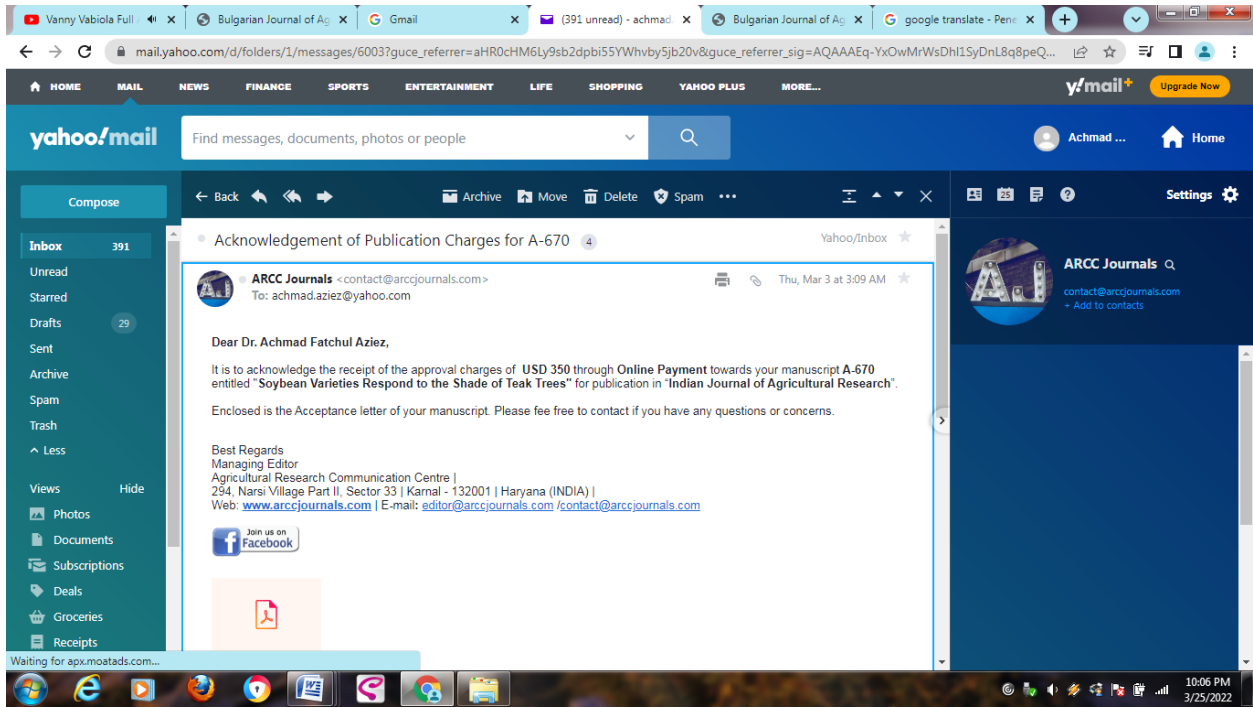 Vanny Vabiola Full
Bulgarian Journal of Ag
Gmail
(391 unread) - achmad.
Bulgarian Journal of Ag
google translate - Pene
mail.yahoo.com/d/folders/1/messages/6003?guce_referrer=aHR0cHM6Ly9sb2dpbi55YWhvby5jb20v&guce_referrer_sig=AQAAAEq-YxOwMrWsDhl1SyDnL8q8peQ...
HOME MAIL NEWS FINANCE SPORTS ENTERTAINMENT LIFE SHOPPING YAHOO PLUS MORE...
y!mail+ Upgrade Now
yahoo!mail
Find messages, documents, photos or people
Achmad ...
Home
Compose
Back
Archive Move Delete Spam
25
Settings
Inbox 391
Unread
Starred
Drafts 29
Sent
Archive
Spam
Trash
Less
Views Hide
Photos
Documents
Subscriptions
Deals
Groceries
Receipts
Acknowledgement of Publication Charges for A-670 4
Yahoo/Inbox
AJ
ARCC Journals <contact@arccjournals.com>
Thu, Mar 3 at 3:09 AM
To: achmad.aziez@yahoo.com
Dear Dr. Achmad Fatchul Aziez,
It is to acknowledge the receipt of the approval charges of USD 350 through Online Payment towards your manuscript A-670
entitled "Soybean Varieties Respond to the Shade of Teak Trees" for publication in "Indian Journal of Agricultural Research".
Enclosed is the Acceptance letter of your manuscript. Please fee free to contact if you have any questions or concerns.
Best Regards
Managing Editor
Agricultural Research Communication Centre |
294, Narsi Village Part II, Sector 33 | Karnal - 132001 | Haryana (INDIA) |
Web: www.arccjournals.com | E-mail: editor@arccjournals.com /contact@arccjournals.com
Join us on
Facebook
AJ
ARCC Journals
contact@arccjournals.com
+ Add to contacts
Waiting for apx.moatads.com...
10:06 PM
3/25/2022